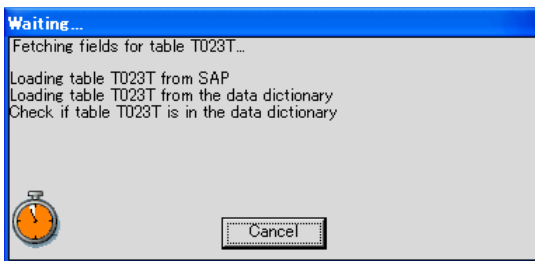 Waiting...
Fetching fields for table T023T...
Loading table T023T from SAP
Loading table T023T from the data dictionary
Check if table T023T is in the data dictionary
Cancel